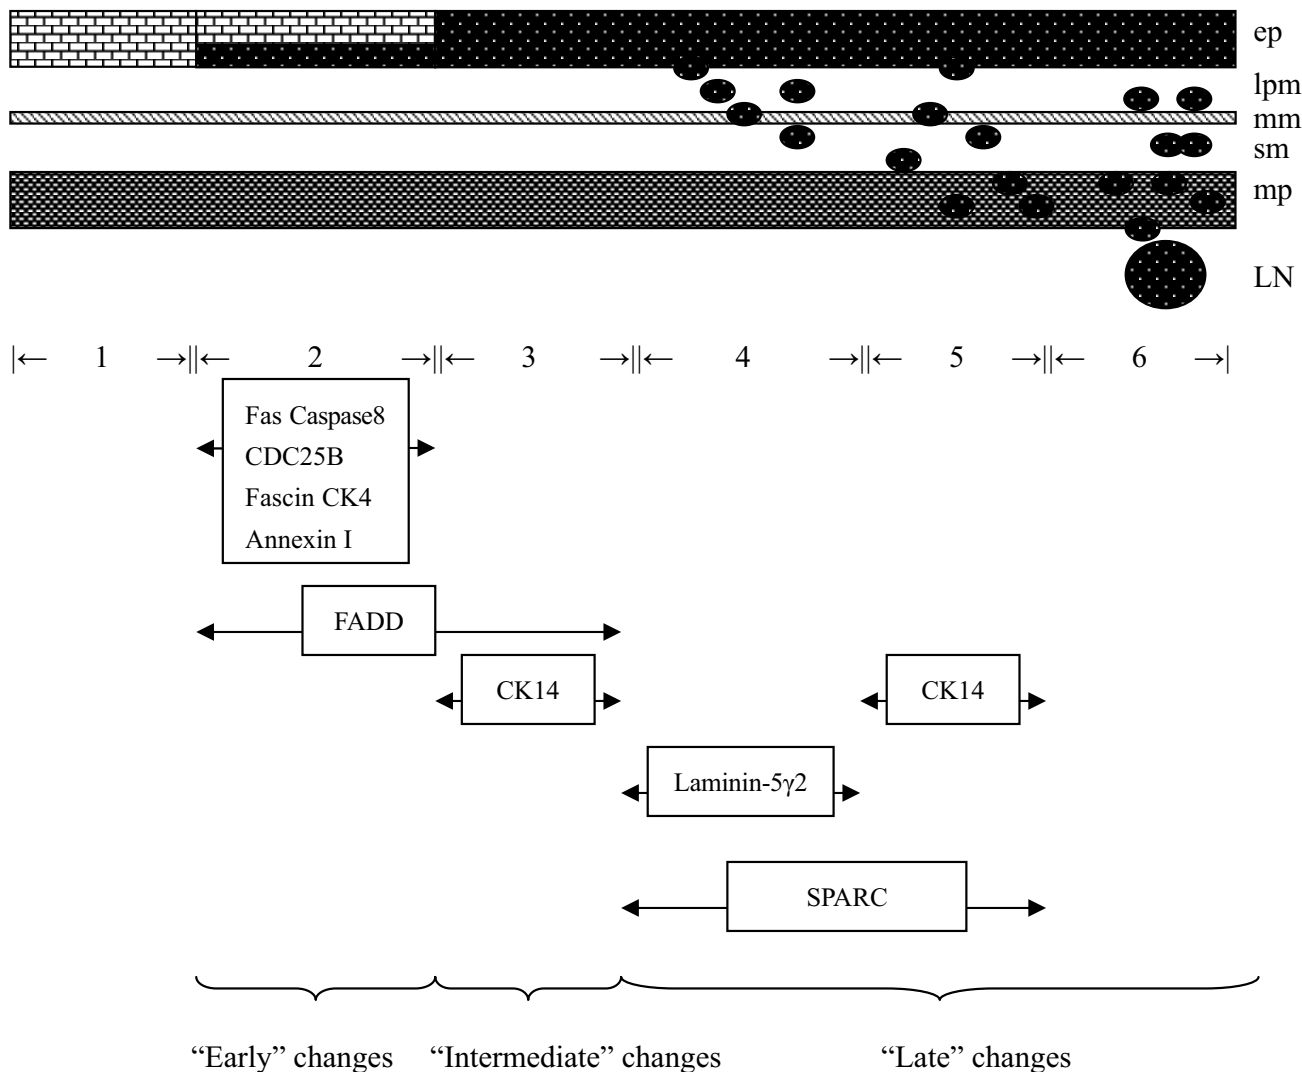 ep
lpm
mm
sm
mp
LN
|← 1 →||← 2 →||← 3 →||← 4 →||← 5 →||← 6 →|
Fas Caspase8
CDC25B
Fascin CK4
Annexin I
FADD
CK14 CK14
Laminin-5γ2
SPARC
“Early” changes “Intermediate” changes “Late” changes